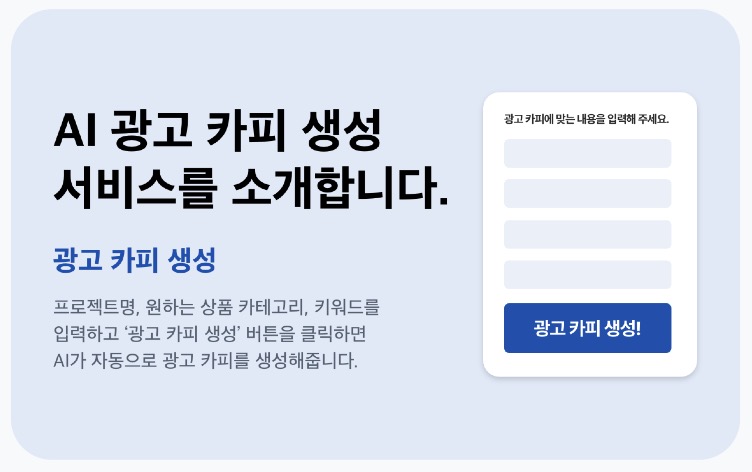 AI 광고 카피 생성
서비스를 소개합니다.
광고 카피 생성
프로젝트명, 원하는 상품 카테고리, 키워드를
입력하고 ‘광고 카피 생성’ 버튼을 클릭하면
AI가 자동으로 광고 카피를 생성해줍니다.
광고 카피에 맞는 내용을 입력해 주세요.
광고 카피 생성!